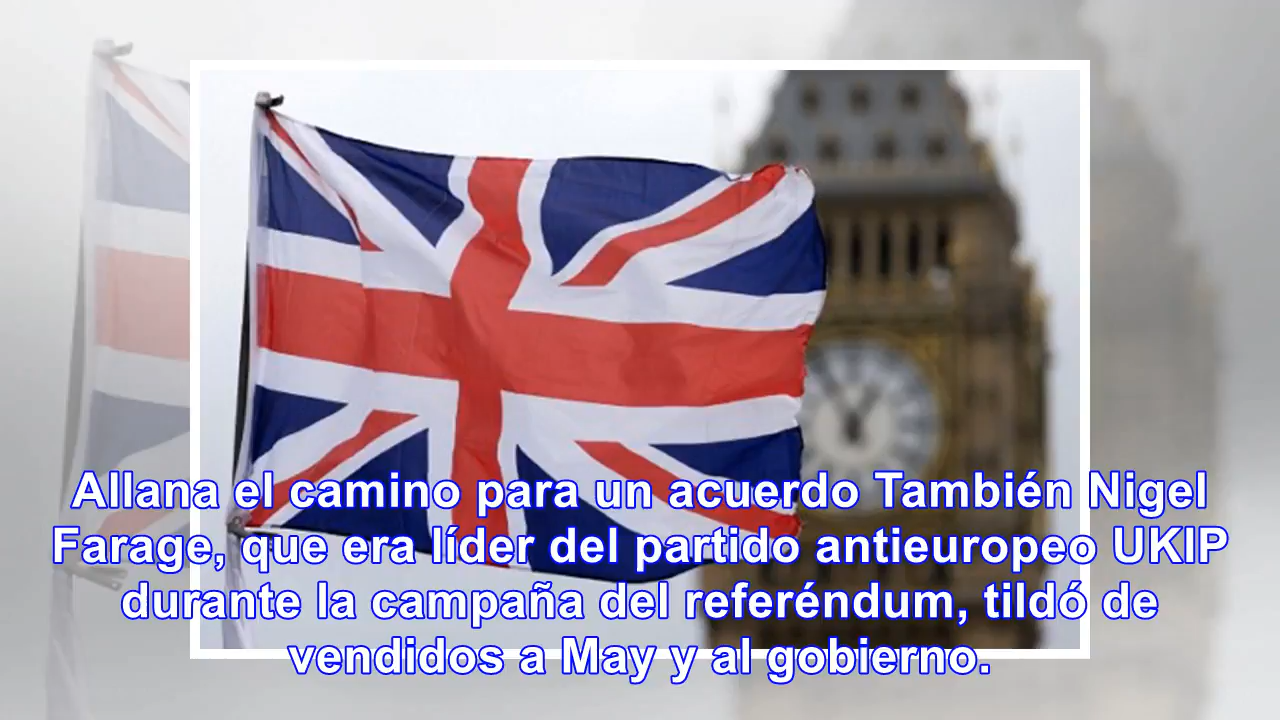 Allana el camino para un acuerdo También Nigel
Farage, que era líder del partido antieuropeo UKIP
durante la campaña del referéndum, tildó de
vendidos a May y al gobierno.